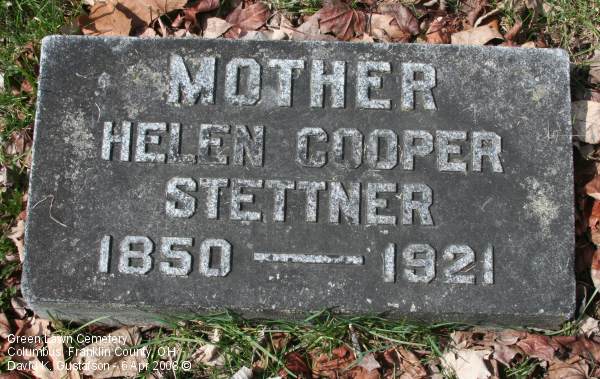 MOTHER
HELEN COOPER
STETTNER
1850 — 1921
Green Lawn Cemetery
Columbus, Franklin County, OH
David K. Gustafson - 6 Apr 2008 ©